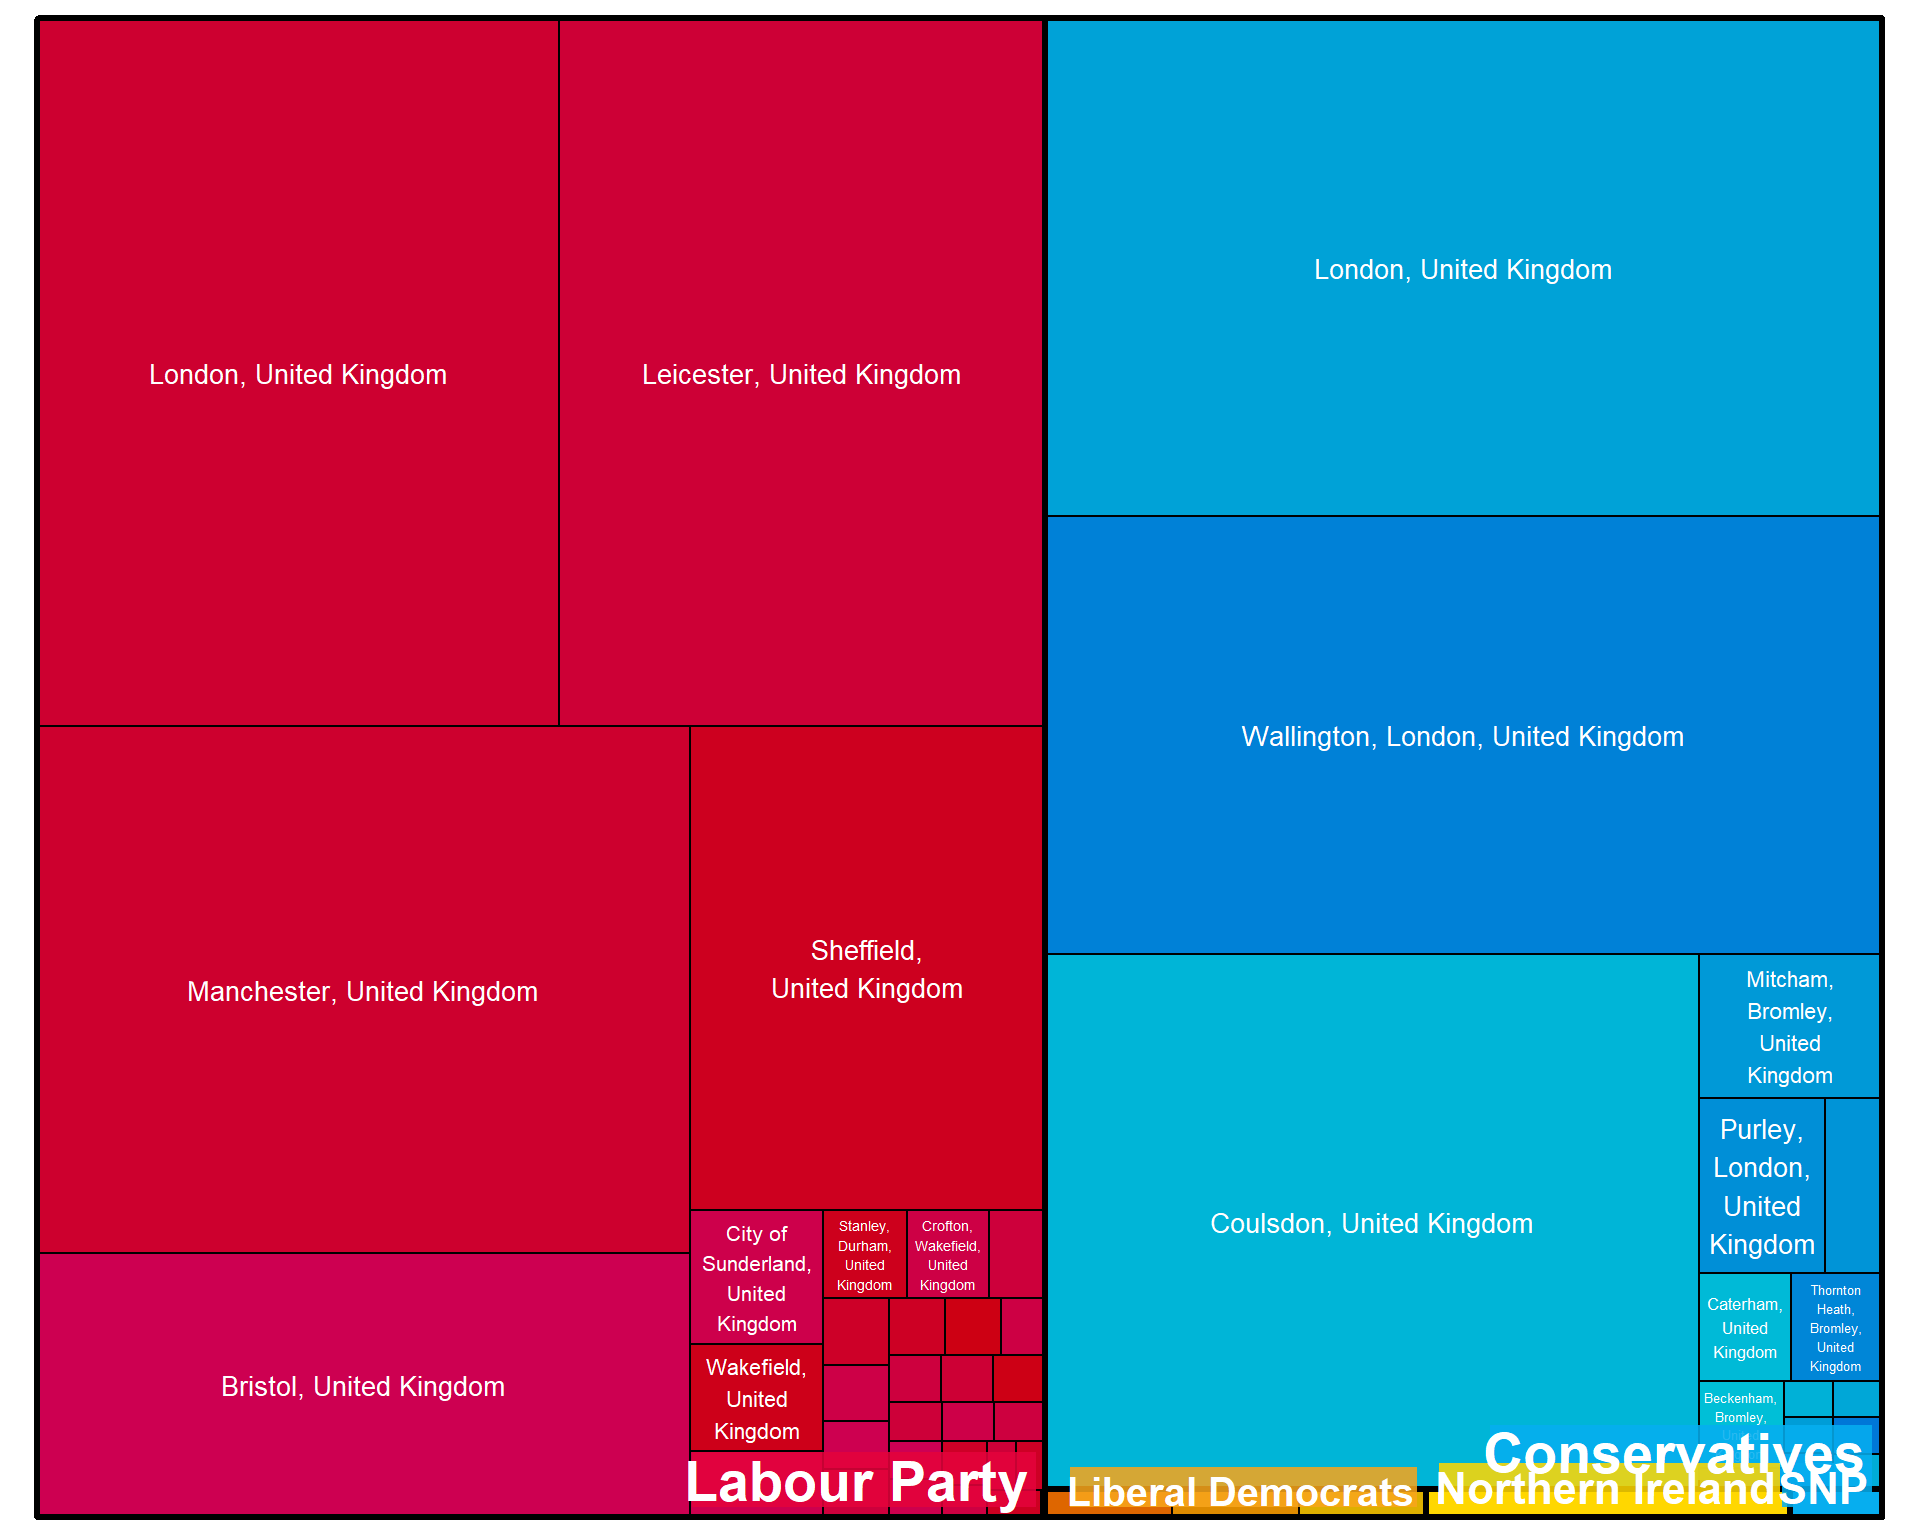 London, United Kingdom
Leicester, United Kingdom
Manchester, United Kingdom
Sheffield,
United Kingdom
Bristol, United Kingdom
City of
Sunderland,
United
Kingdom
Stanley,
Durham,
United
Kingdom
Crofton,
Wakefield,
United
Kingdom
Wakefield,
United
Kingdom
Labour Party
London, United Kingdom
Wallington, London, United Kingdom
Coulsdon, United Kingdom
Mitcham,
Bromley,
United
Kingdom
Purley,
London,
United
Kingdom
Caterham,
United
Kingdom
Thornton
Heath,
Bromley,
United
Kingdom
Beckenham,
Bromley,
Conservatives
Liberal Democrats
Northern Ireland
SNP